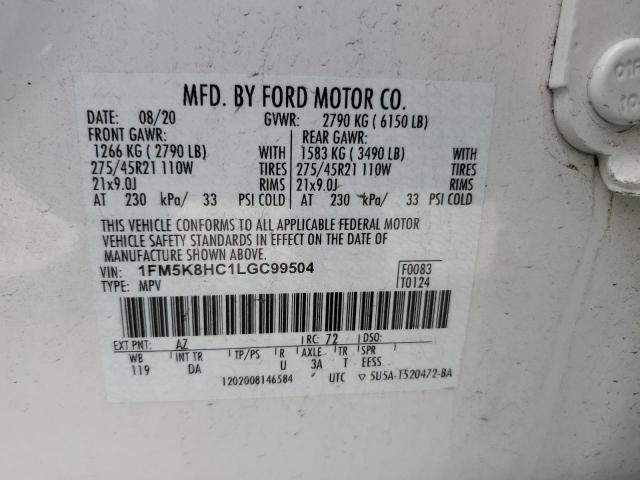 MFD. BY FORD MOTOR CO.
DATE: 08/20 GVWR: 2790 KG ( 6150 LB)
FRONT GAWR: REAR GAWR:
1266 KG ( 2790 LB) WITH 1583 KG ( 3490 LB) WITH
275/45R21 110W TIRES 275/45R21 110W TIRES
21x9.0J RIMS 21x9.0J RIMS
AT 230 kPa/ 33 PSI COLD AT 230 kPa/ 33 PSI COLD
THIS VEHICLE CONFORMS TO ALL APPLICABLE FEDERAL MOTOR
VEHICLE SAFETY STANDARDS IN EFFECT ON THE DATE OF
MANUFACTURE SHOWN ABOVE.
VIN: 1FM5K8HC1LGC99504 F0083
TYPE: MPV T0124
EXT PNT: AZ RC: 72 DSO:
WB INT TR TP/PS R AXLE TR SPR
119 DA U 3A T EESS
1202008146584 UTC ▽ 5U5A-1520472-BA